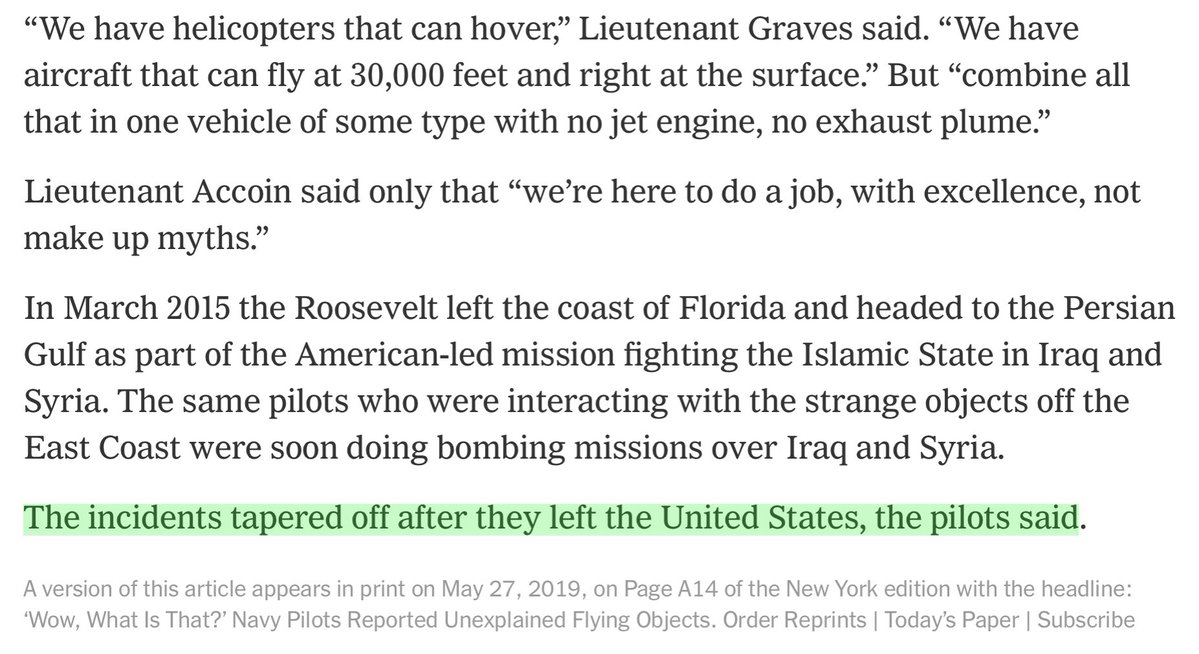 “We have helicopters that can hover,” Lieutenant Graves said. “We have
aircraft that can fly at 30,000 feet and right at the surface.” But “combine all
that in one vehicle of some type with no jet engine, no exhaust plume.”
Lieutenant Accoin said only that “we’re here to do a job, with excellence, not
make up myths.”
In March 2015 the Roosevelt left the coast of Florida and headed to the Persian
Gulf as part of the American-led mission fighting the Islamic State in Iraq and
Syria. The same pilots who were interacting with the strange objects off the
East Coast were soon doing bombing missions over Iraq and Syria.
The incidents tapered off after they left the United States, the pilots said.
A version of this article appears in print on May 27, 2019, on Page A14 of the New York edition with the headline:
‘Wow, What Is That?’ Navy Pilots Reported Unexplained Flying Objects. Order Reprints | Today’s Paper | Subscribe